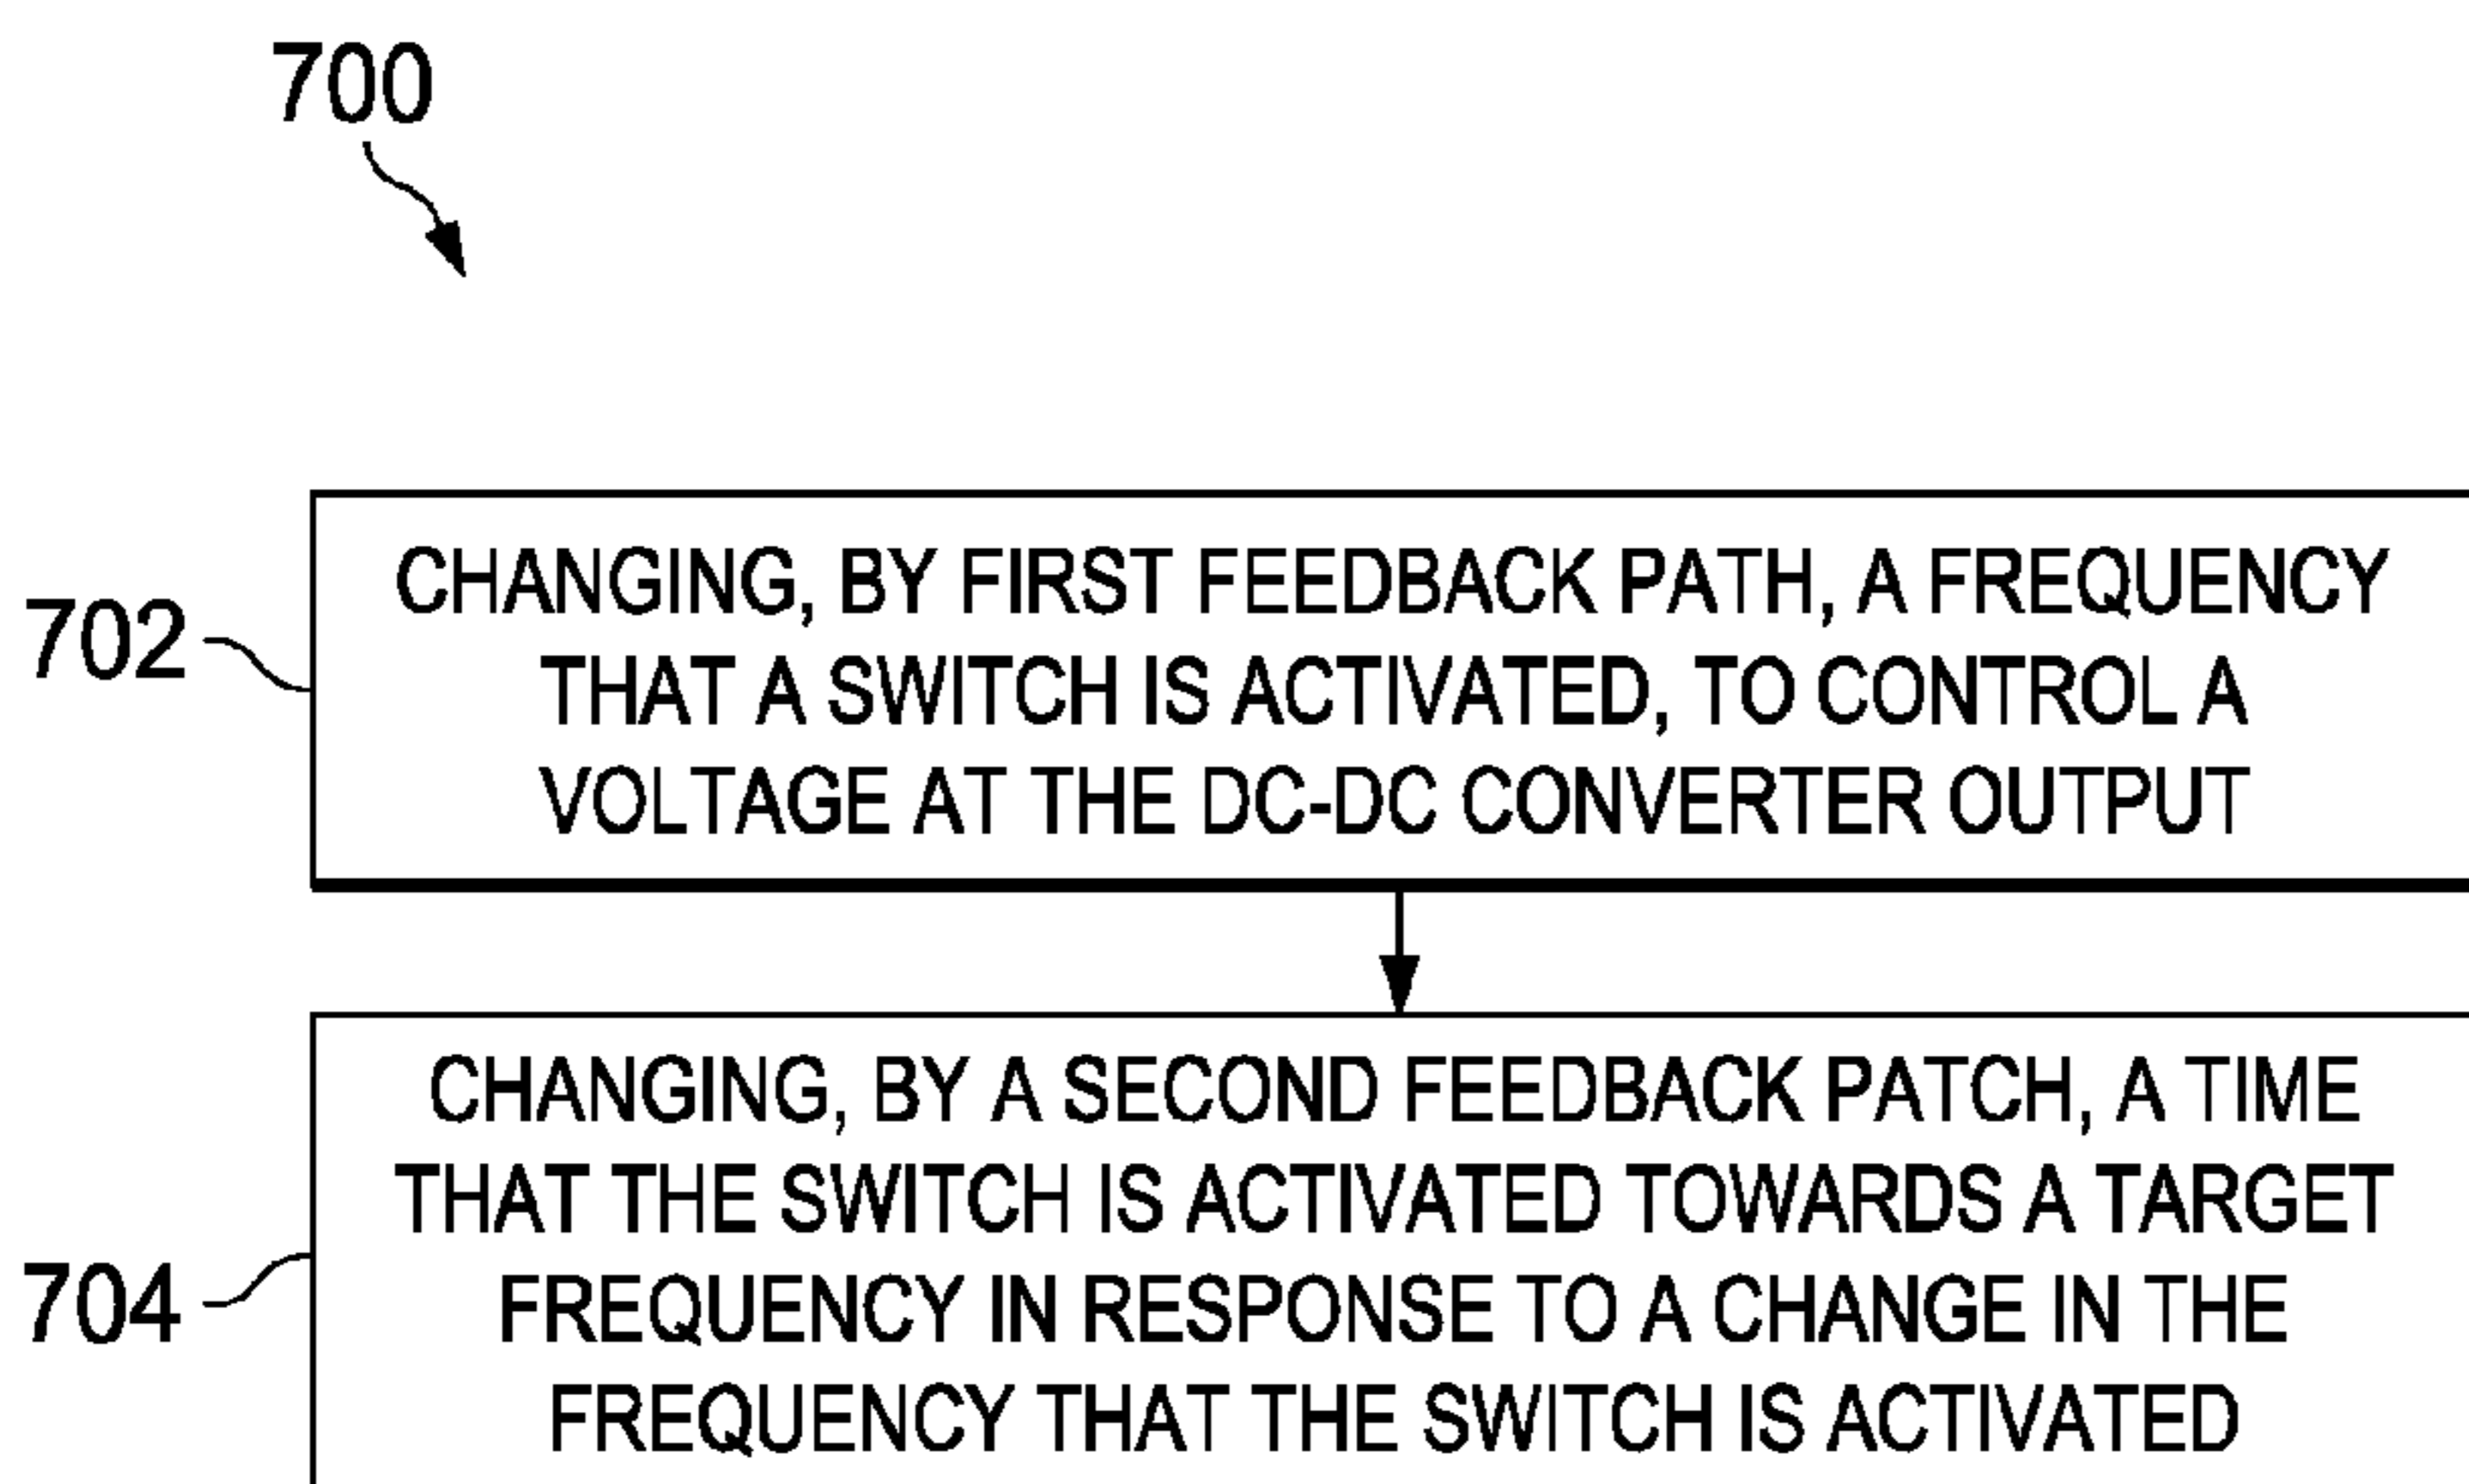 700
702
CHANGING, BY FIRST FEEDBACK PATH, A FREQUENCY
THAT A SWITCH IS ACTIVATED, TO CONTROL A
VOLTAGE AT THE DC-DC CONVERTER OUTPUT
704
CHANGING, BY A SECOND FEEDBACK PATCH, A TIME
THAT THE SWITCH IS ACTIVATED TOWARDS A TARGET
FREQUENCY IN RESPONSE TO A CHANGE IN THE
FREQUENCY THAT THE SWITCH IS ACTIVATED